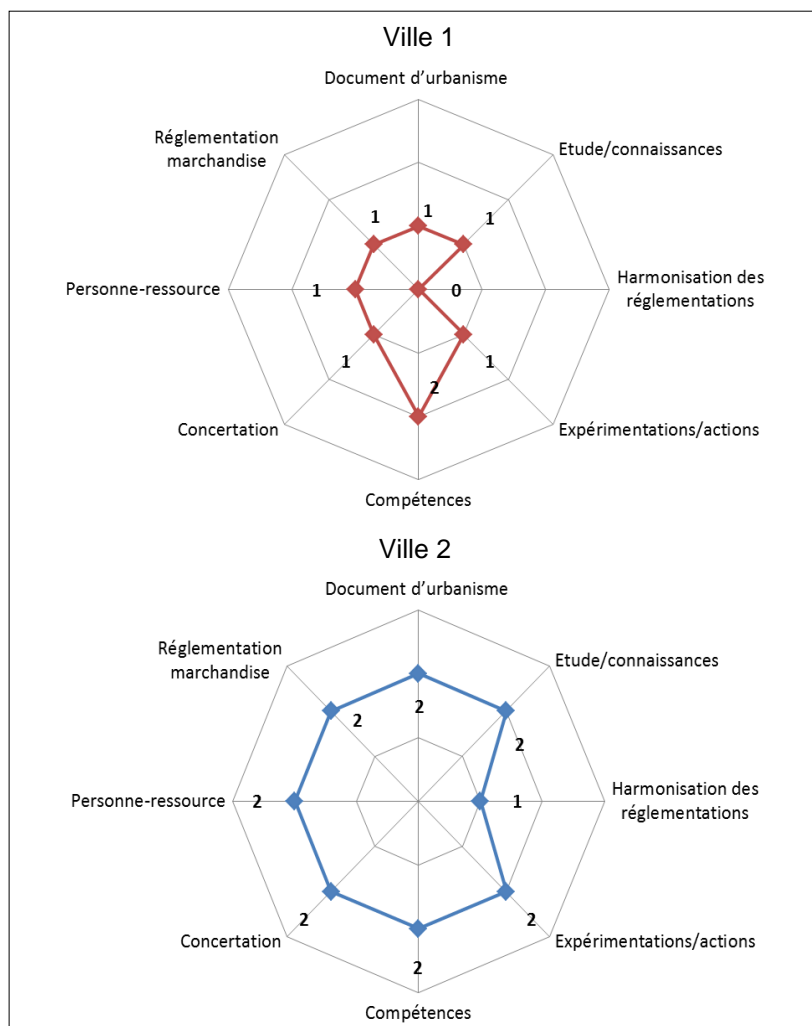 Ville 1
Document d'urbanisme
Réglementation
marchandise
Etude/connaissances
1
1
1
Personne-ressource
1
0
Harmonisation des
réglementations
1
1
2
Concertation
Expérimentations/actions
Compétences
Ville 2
Document d'urbanisme
Réglementation
marchandise
Etude/connaissances
2
2
2
Personne-ressource
2
1
Harmonisation des
réglementations
2
2
Concertation
Expérimentations/actions
2
Compétences